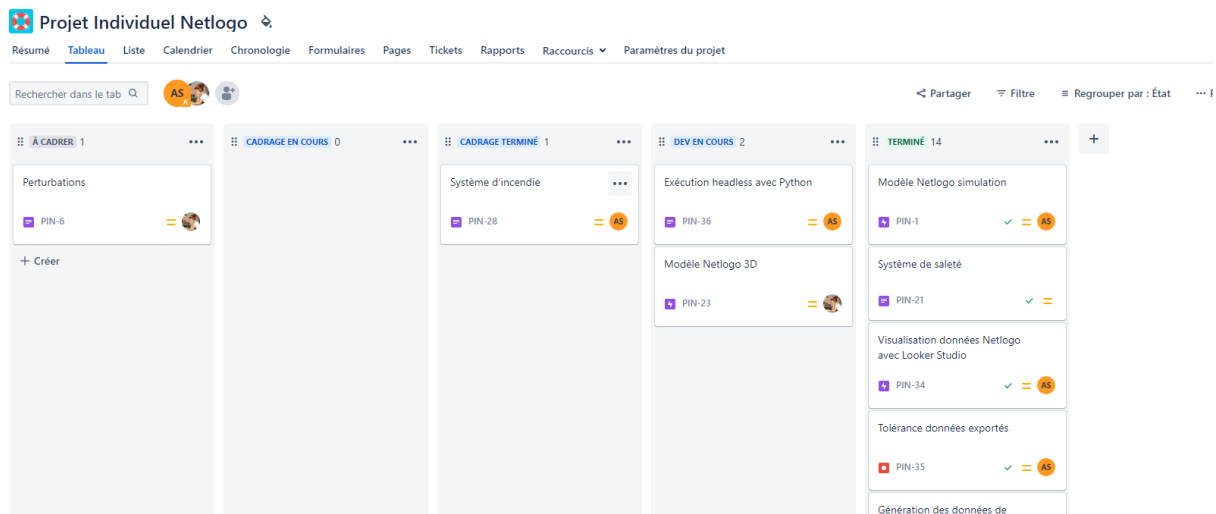 Projet Individuel Netlogo
Résumé Tableau Liste Calendrier Chronologie Formulaires Pages Tickets Rapports Raccourcis Paramètres du projet
Rechercher dans le tab AS A Partager Filtre Regrouper par : État
À CADRER 1
Perturbations
PIN-6
+ Créer
CADRAGE EN COURS 0
CADRAGE TERMINÉ 1
Système d'incendie
PIN-28 AS
DEV EN COURS 2
Exécution headless avec Python
PIN-36 AS
Modèle Netlogo 3D
PIN-23
TERMINÉ 14
Modèle Netlogo simulation
PIN-1 AS
Système de saleté
PIN-21
Visualisation données Netlogo
avec Looker Studio
PIN-34 AS
Tolérance données exportés
PIN-35 AS
Génération des données de